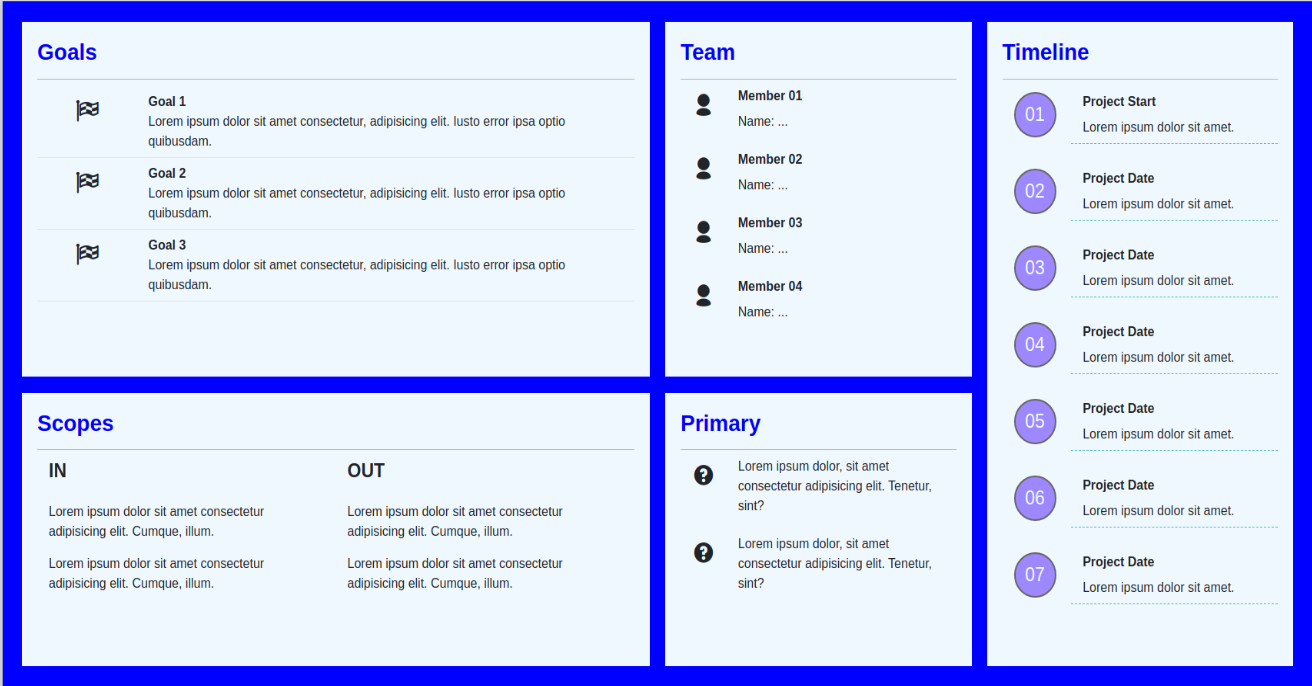 Goals
Goal 1
Lorem ipsum dolor sit amet consectetur, adipisicing elit. Iusto error ipsa optio
quibusdam.
Goal 2
Lorem ipsum dolor sit amet consectetur, adipisicing elit. Iusto error ipsa optio
quibusdam.
Goal 3
Lorem ipsum dolor sit amet consectetur, adipisicing elit. Iusto error ipsa optio
quibusdam.
Team
Member 01
Name: ...
Member 02
Name: ...
Member 03
Name: ...
Member 04
Name: ...
Scopes
IN
Lorem ipsum dolor sit amet consectetur
adipisicing elit. Cumque, illum.
Lorem ipsum dolor sit amet consectetur
adipisicing elit. Cumque, illum.
OUT
Lorem ipsum dolor sit amet consectetur
adipisicing elit. Cumque, illum.
Lorem ipsum dolor sit amet consectetur
adipisicing elit. Cumque, illum.
Primary
Lorem ipsum dolor, sit amet
consectetur adipisicing elit. Tenetur,
sint?
Lorem ipsum dolor, sit amet
consectetur adipisicing elit. Tenetur,
sint?
Timeline
01
Project Start
Lorem ipsum dolor sit amet.
02
Project Date
Lorem ipsum dolor sit amet.
03
Project Date
Lorem ipsum dolor sit amet.
04
Project Date
Lorem ipsum dolor sit amet.
05
Project Date
Lorem ipsum dolor sit amet.
06
Project Date
Lorem ipsum dolor sit amet.
07
Project Date
Lorem ipsum dolor sit amet.